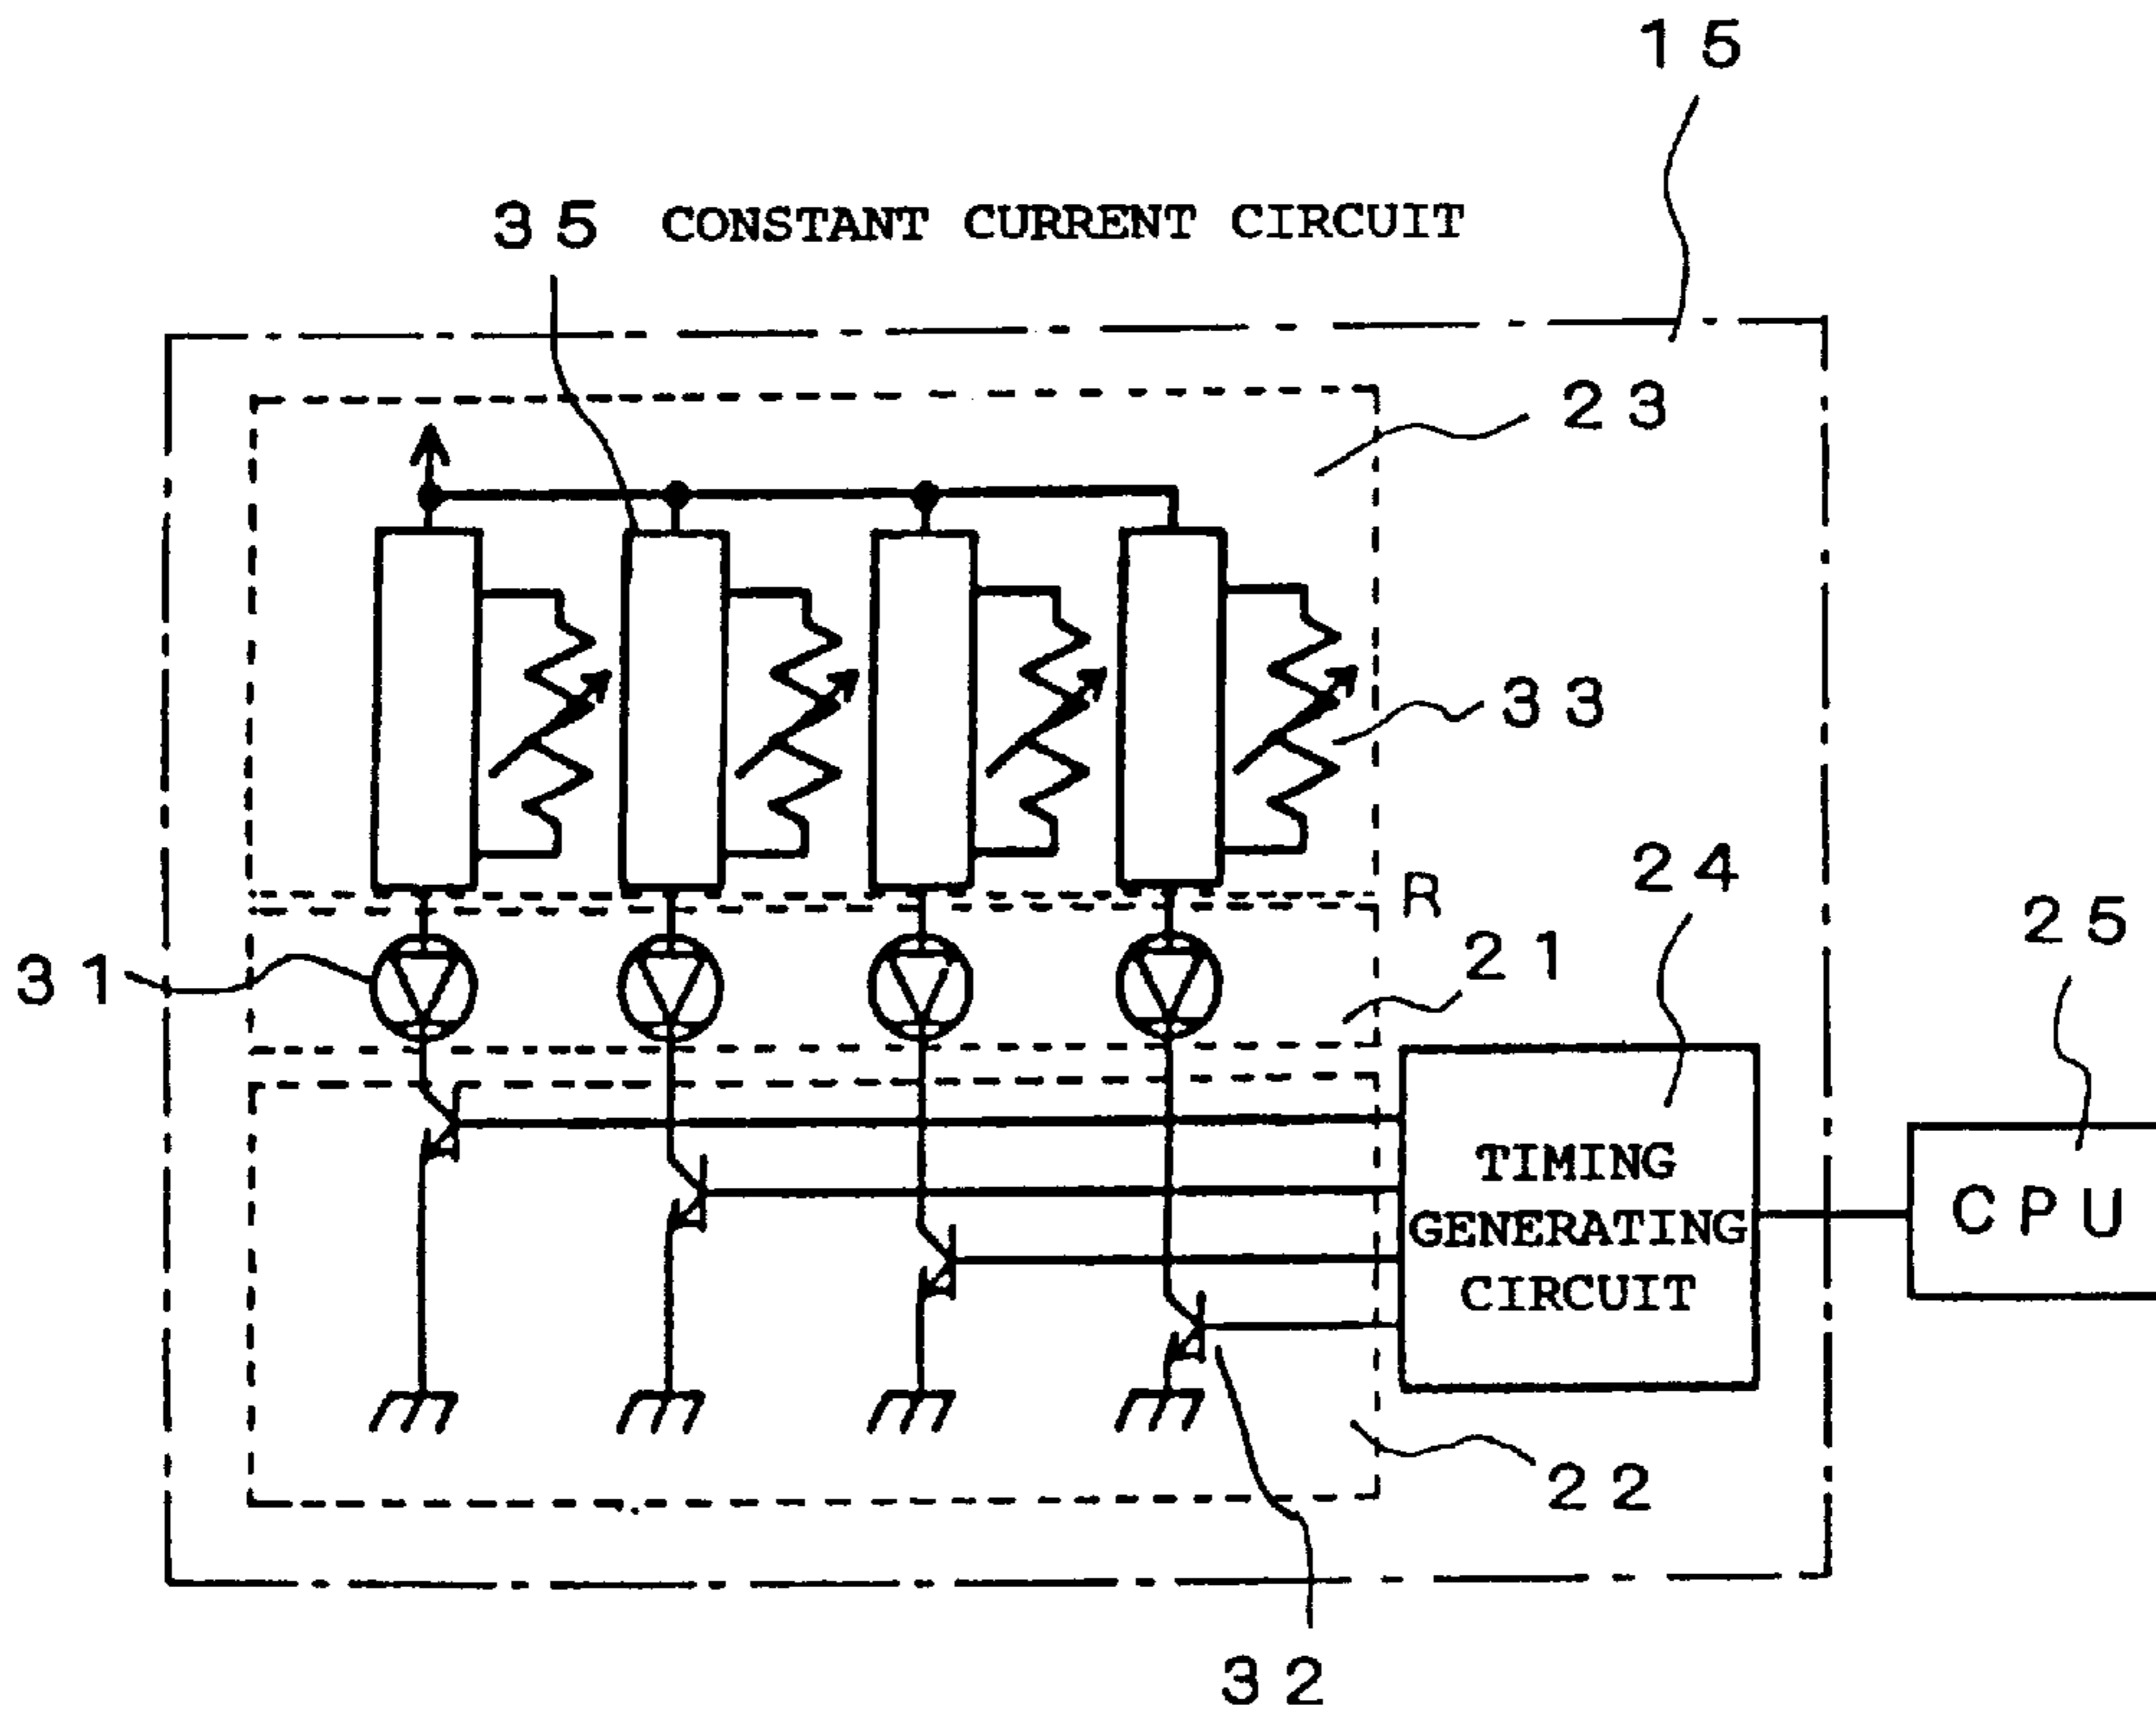 15
35 CONSTANT CURRENT CIRCUIT
23
33
24
R
25
21
31
TIMING
GENERATING
CIRCUIT
CPU
22
32